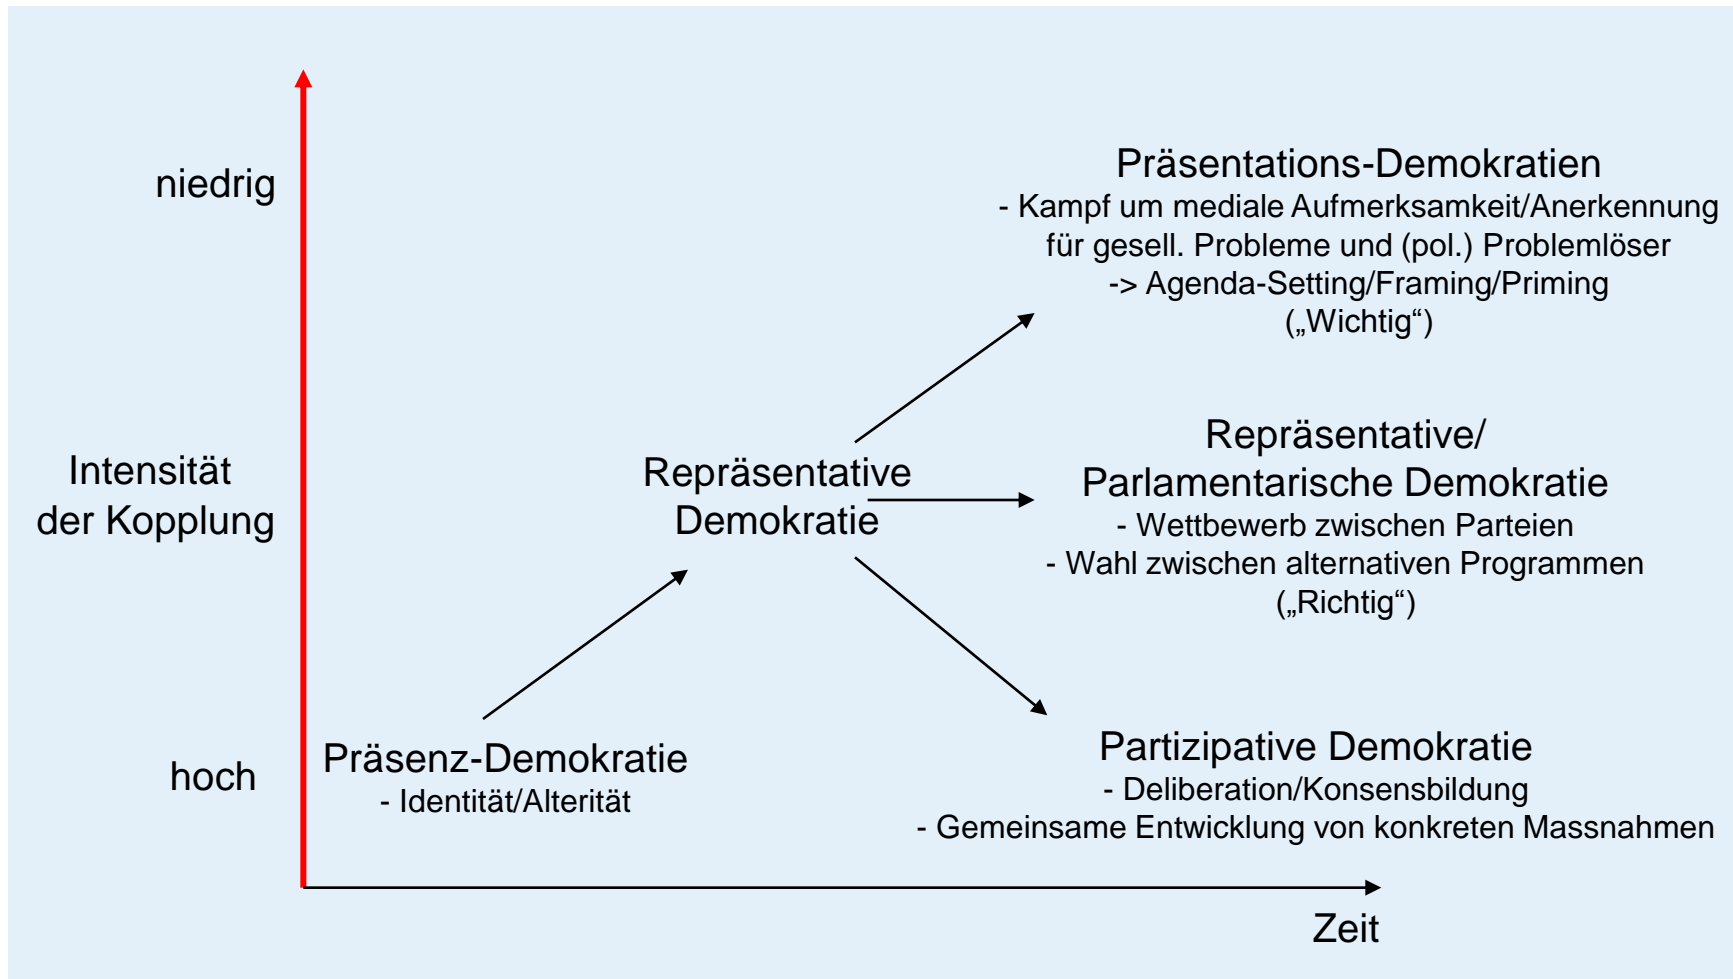 niedrig
Intensität
der Kopplung
hoch
Präsenz-Demokratie
- Identität/Alterität
Repräsentative
Demokratie
Präsentations-Demokratien
- Kampf um mediale Aufmerksamkeit/Anerkennung
für gesell. Probleme und (pol.) Problemlöser
-> Agenda-Setting/Framing/Priming
(„Wichtig“)
Repräsentative/
Parlamentarische Demokratie
- Wettbewerb zwischen Parteien
- Wahl zwischen alternativen Programmen
(„Richtig“)
Partizipative Demokratie
- Deliberation/Konsensbildung
- Gemeinsame Entwicklung von konkreten Massnahmen
Zeit